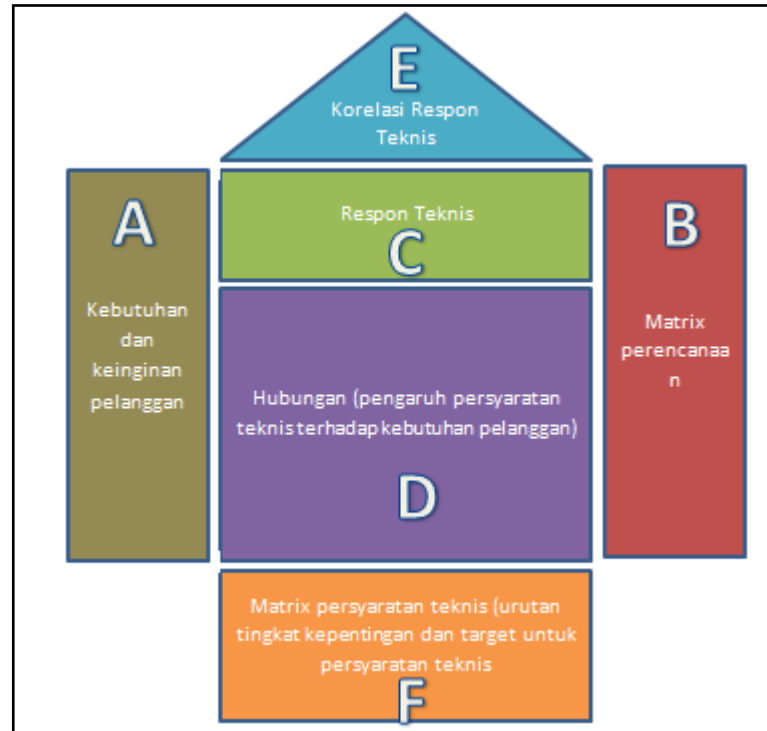 E
Korelasi Respon
Teknis
A
Kebutuhan
dan
keinginan
pelanggan
Respon Teknis
C
B
Matrix
perencanaa
n
Hubungan (pengaruh persyaratan
teknis terhadap kebutuhan pelanggan)
D
Matrix persyaratan teknis (urutan
tingkat kepentingan dan target untuk
persyaratan teknis
F